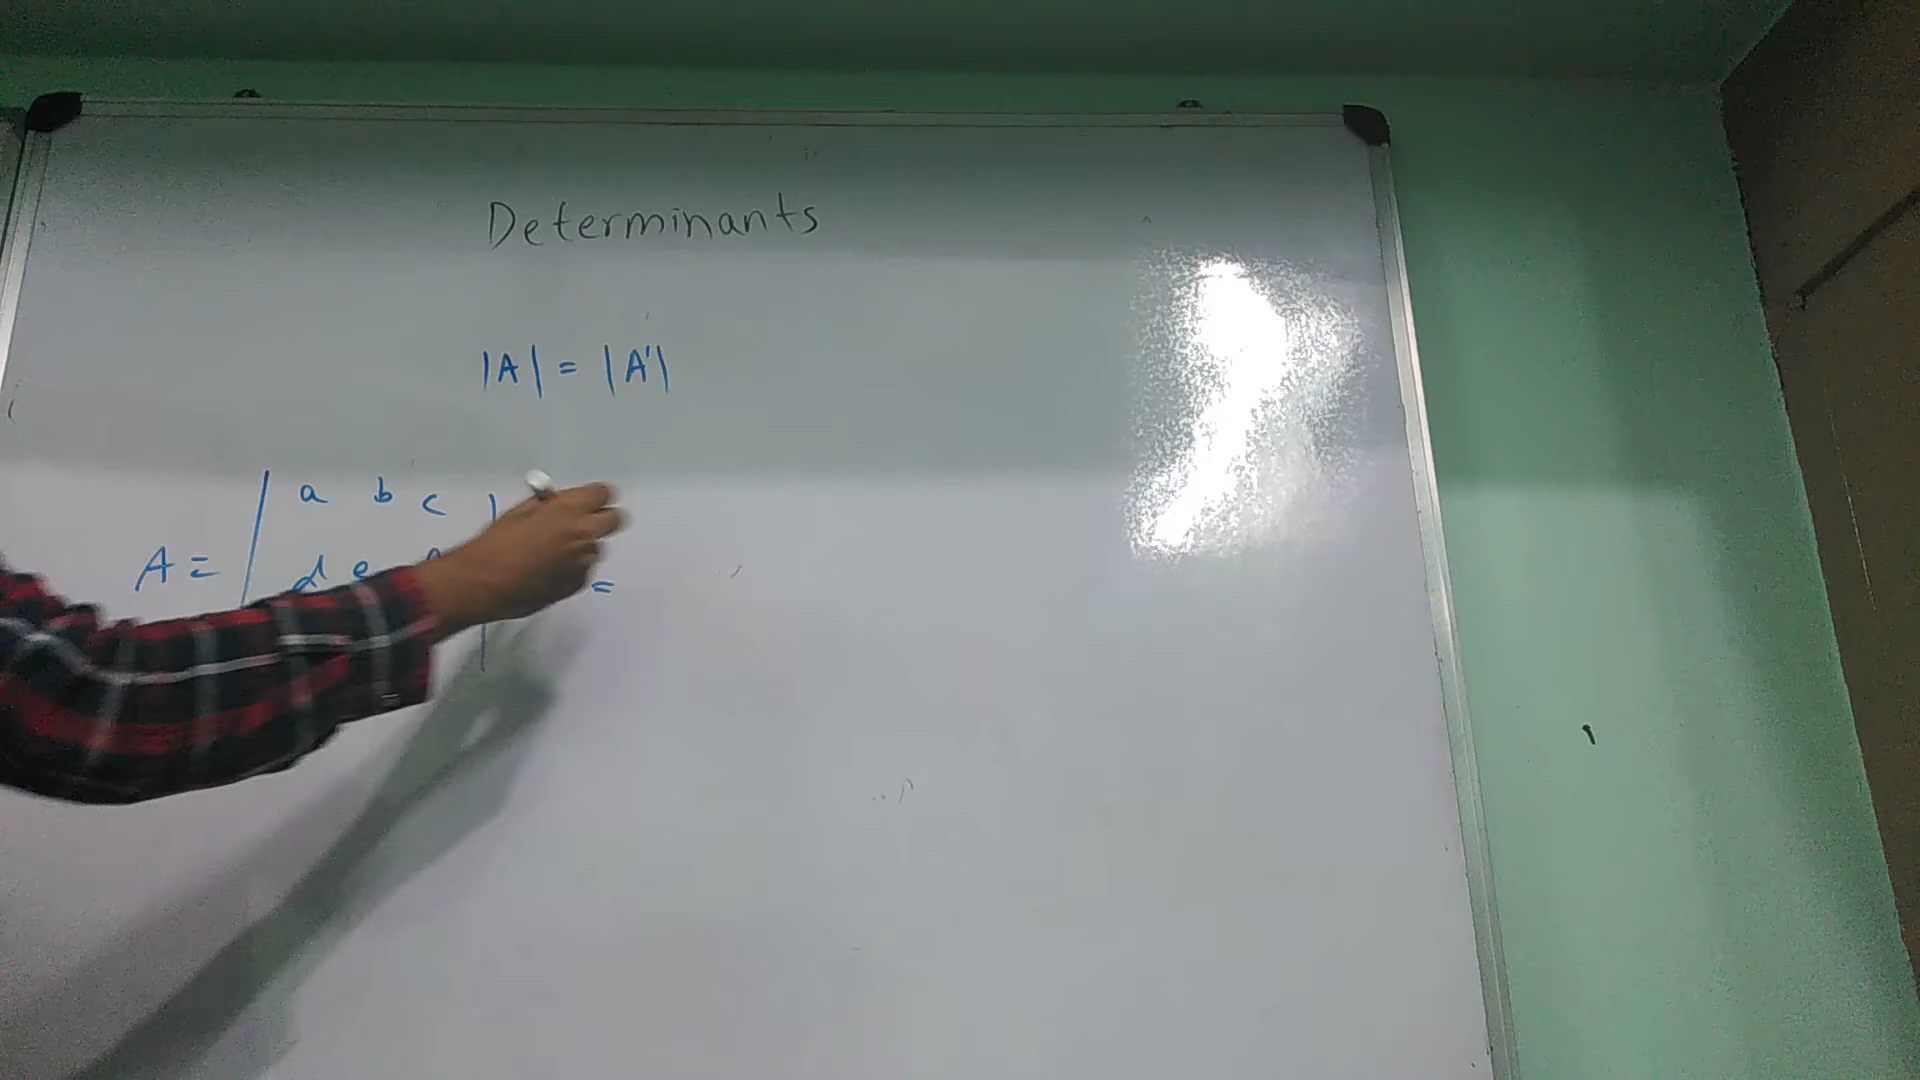 Determinants
|A| = |A'|
a b c
A = | d e =